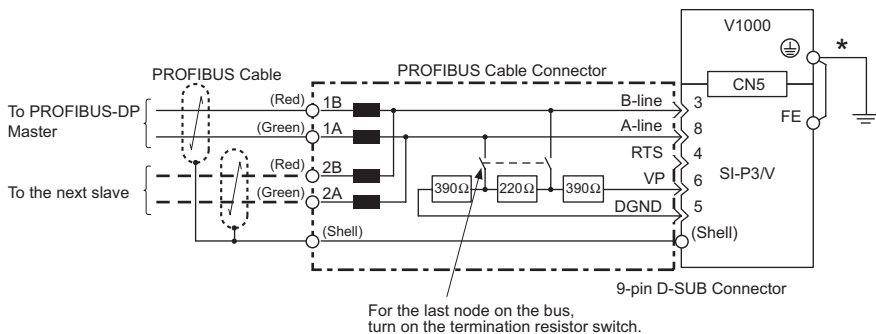 V1000
*
PROFIBUS Cable
PROFIBUS Cable Connector
CN5
To PROFIBUS-DP
Master
(Red)
1B
B-line
3
FE
(Green)
1A
A-line
8
RTS
4
SI-P3/V
(Red)
2B
VP
6
To the next slave
(Green)
2A
390Ω
220Ω
390Ω
DGND
5
(Shell)
(Shell)
9-pin D-SUB Connector
For the last node on the bus,
turn on the termination resistor switch.